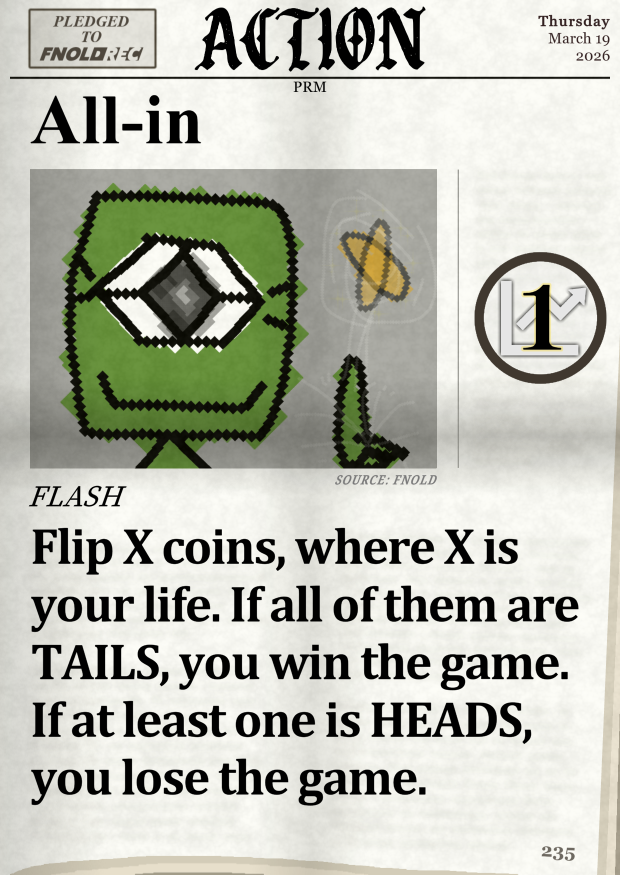 PLEDGED
TO
FNOLD REC
ACTION
Thursday
March 19
2026
PRM
All-in
1
SOURCE: FNOLD
FLASH
Flip X coins, where X is
your life. If all of them are
TAILS, you win the game.
If at least one is HEADS,
you lose the game.
235